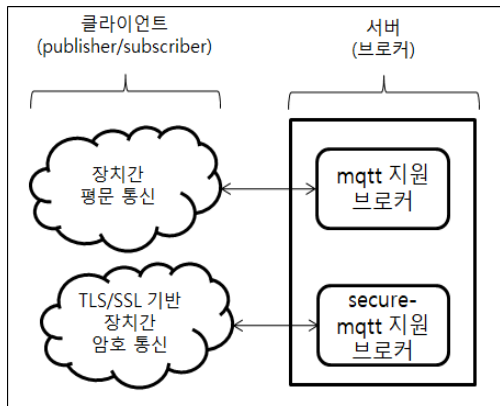 클라이언트
(publisher/subscriber)
서버
(브로커)
장치간
평문 통신
mqtt 지원
브로커
TLS/SSL 기반
장치간
암호 통신
secure-
mqtt 지원
브로커